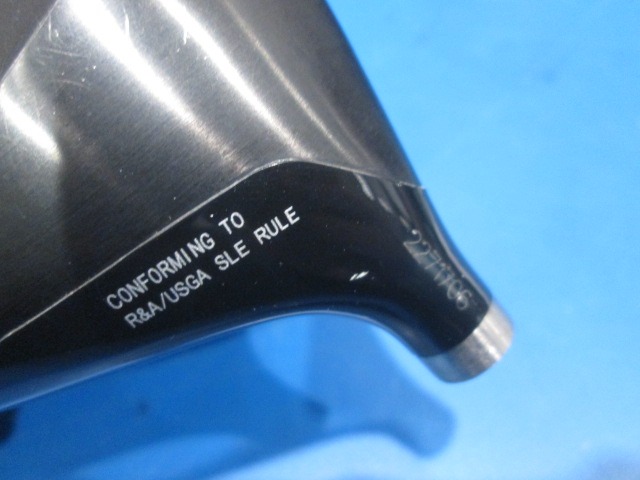 CONFORMING TO
R&A/USGA SLE RULE